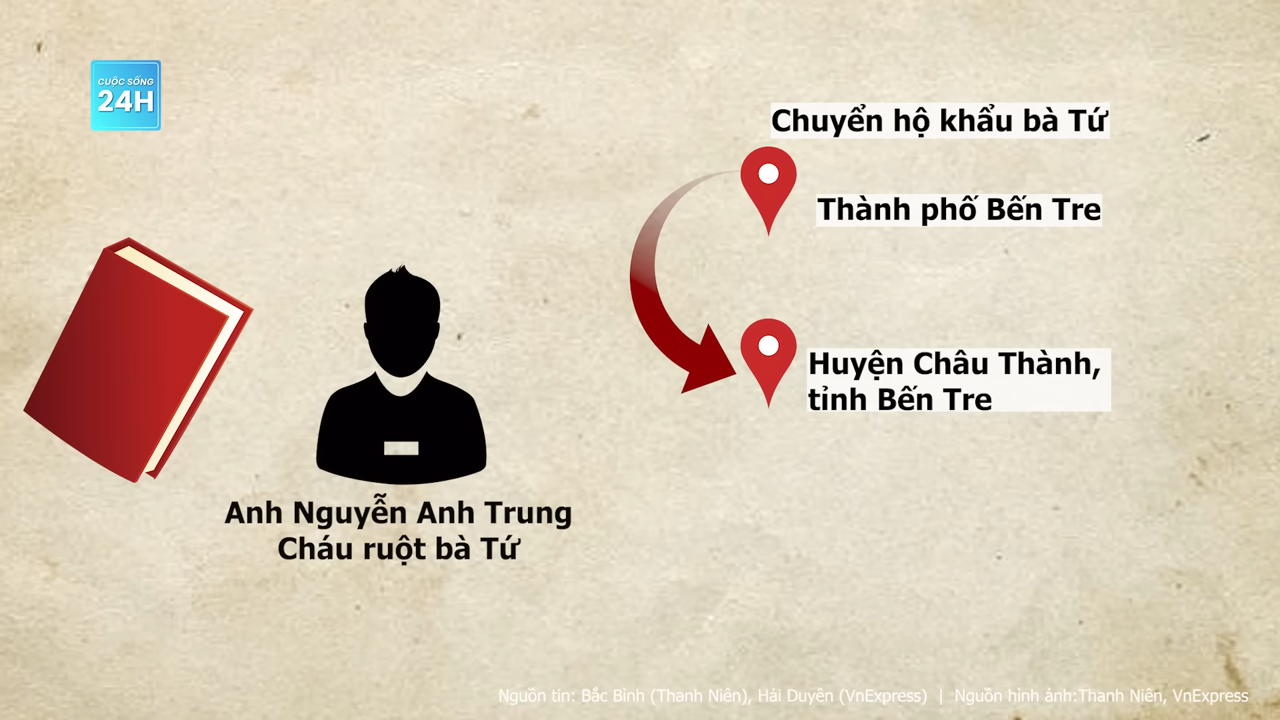 CUỘC SỐNG
24H
Chuyển hộ khẩu bà Tứ
Thành phố Bến Tre
Huyện Châu Thành,
tỉnh Bến Tre
Anh Nguyễn Anh Trung
Cháu ruột bà Tứ
Nguồn tin: Bắc Bình (Thanh Niên), Hải Duyên (VnExpress) | Nguồn hình ảnh:Thanh Niên, VnExpress